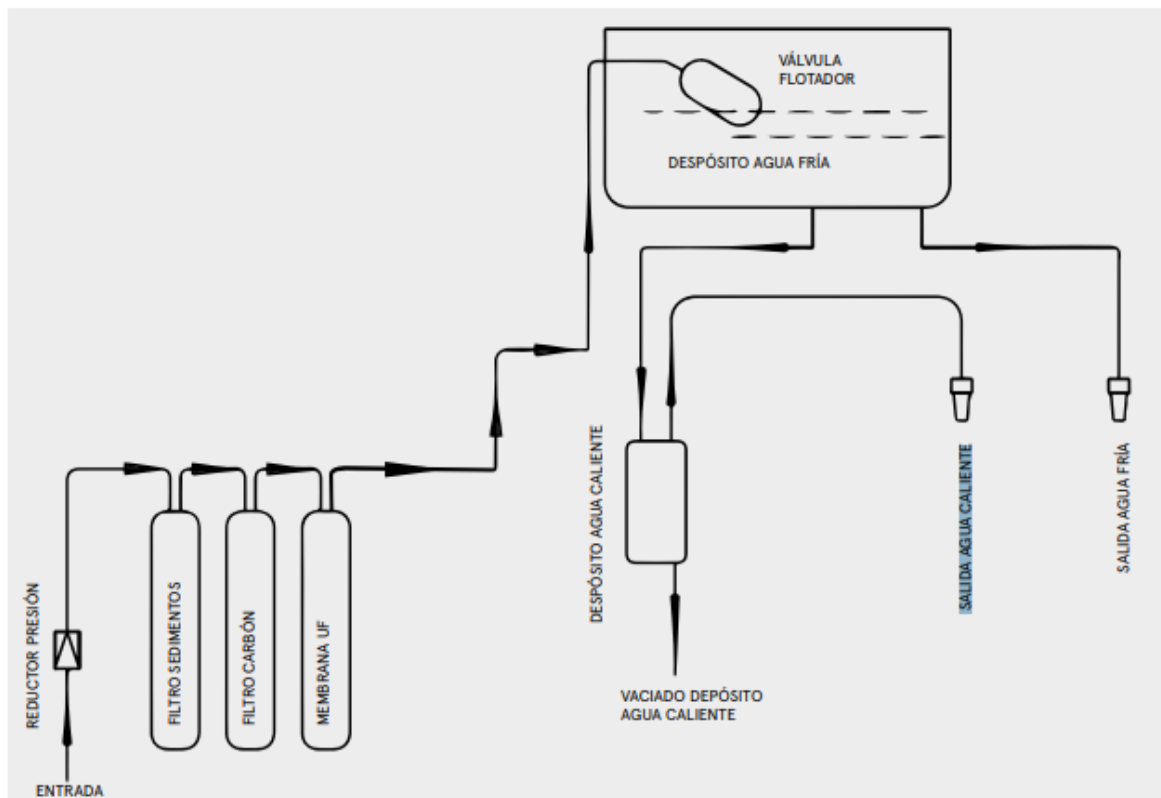 VÁLVULA
FLOTADOR
DESPÓSITO AGUA FRÍA
REDUCTOR PRESIÓN
FILTRO SEDIMENTOS
FILTRO CARBÓN
MEMBRANA UF
DESPÓSITO AGUA CALIENTE
SALIDA AGUA CALIENTE
SALIDA AGUA FRÍA
VACIADO DEPÓSITO
AGUA CALIENTE
ENTRADA